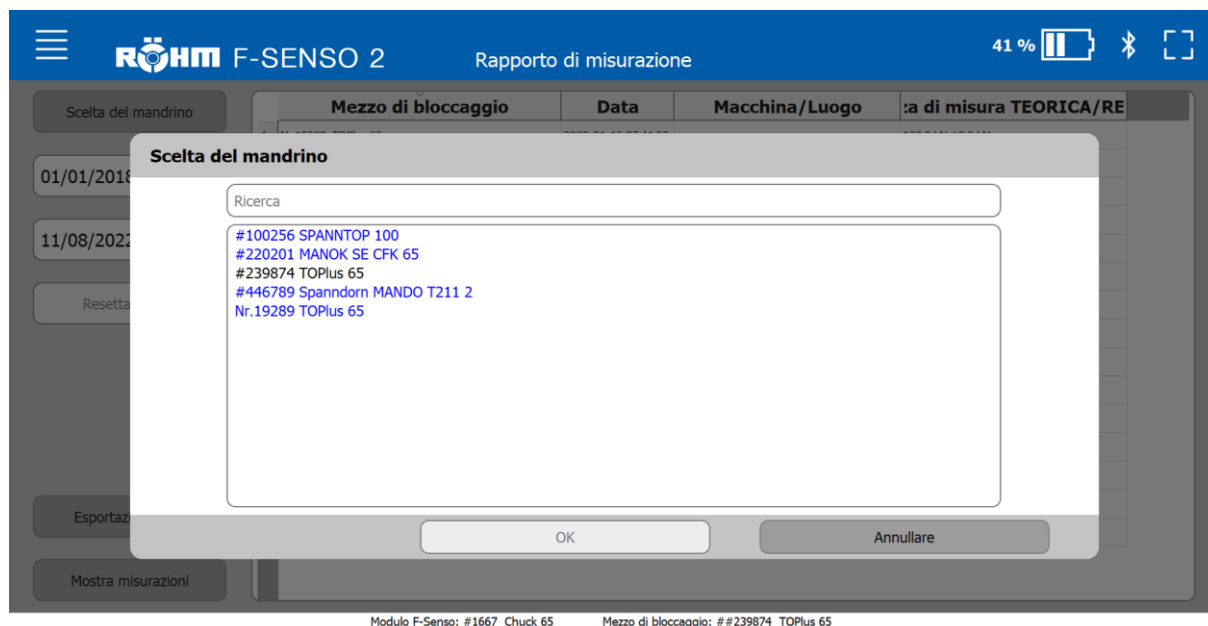 RÖHM F-SENSO 2 Rapporto di misurazione 41 %
Scelta del mandrino
Mezzo di bloccaggio Data Macchina/Luogo :a di misura TEORICA/RE
Scelta del mandrino
01/01/2018
Ricerca
11/08/2022
#100256 SPANNTOP 100
#220201 MANOK SE CFK 65
#239874 TOPlus 65
#446789 Spanndorn MANDO T211 2
Nr.19289 TOPlus 65
Resetta
Esportazi
OK Annullare
Mostra misurazioni
Modulo F-Senso: #1667 Chuck 65 Mezzo di bloccaggio: ##239874 TOPlus 65